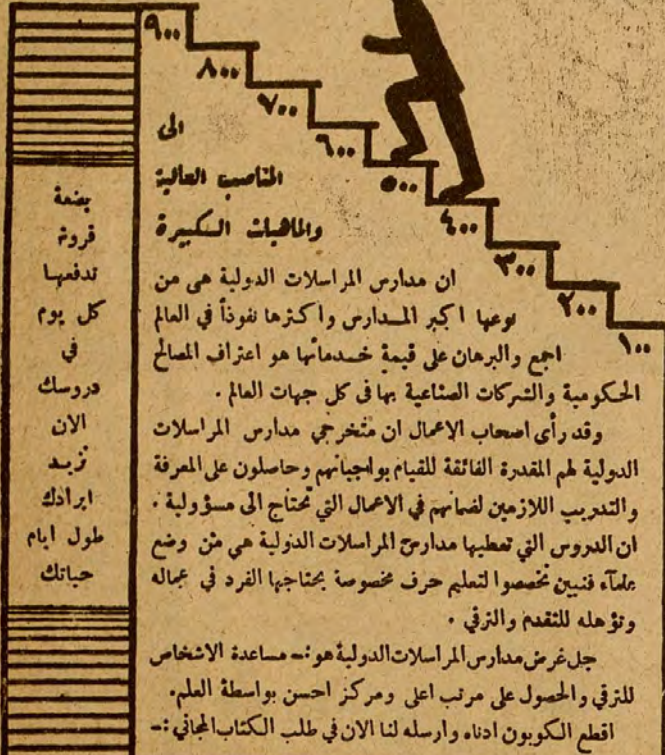 ٩٠٠
٨٠٠
٧٠٠
٦٠٠
٥٠٠
٤٠٠
٣٠٠
٢٠٠
١٠٠
الى
المناصب العالية
والماهيات الكبيرة
ان مدارس المراسلات الدولية هى من
نوعها اكبر المدارس واكثرها نفوذاً في العالم
اجمع والبرهان على قيمة خدماتها هو اعتراف المصالح
الحكومية والشركات الصناعية بها فى كل جهات العالم .
وقد رأى اصحاب الاعمال ان متخرجي مدارس المراسلات
الدولية لهم المقدرة الفائقة للقيام بواجباتهم وحاصلون على المعرفة
والتدريب اللازمين لضمانهم في الاعمال التي تحتاج الى مسؤولية .
ان الدروس التي تعطيها مدارس المراسلات الدولية هي من وضع
علمآء فنيين تخصصوا لتعليم حرف مخصوصة يحتاجها الفرد في عماله
وتؤهله للتقدم والترقي .
جل غرض مدارس المراسلات الدولية هو :- مساعدة الاشخاص
للترقي والحصول على مرتب اعلى ومركز احسن بواسطة العلم.
اقطع الكوبون ادناه وارسله لنا الان في طلب الكتاب المجاني :-
بضعة
قروش
تدفعها
كل يوم
في
دروسك
الان
تزيد
ايرادك
طول ايام
حياتك